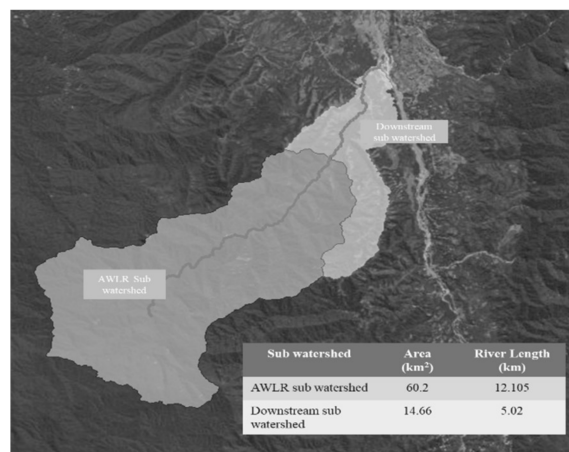 Downstream
sub watershed
AWLR Sub
watershed
Sub watershed Area (km²) River Length (km)
AWLR sub watershed 60.2 12.105
Downstream sub watershed 14.66 5.02